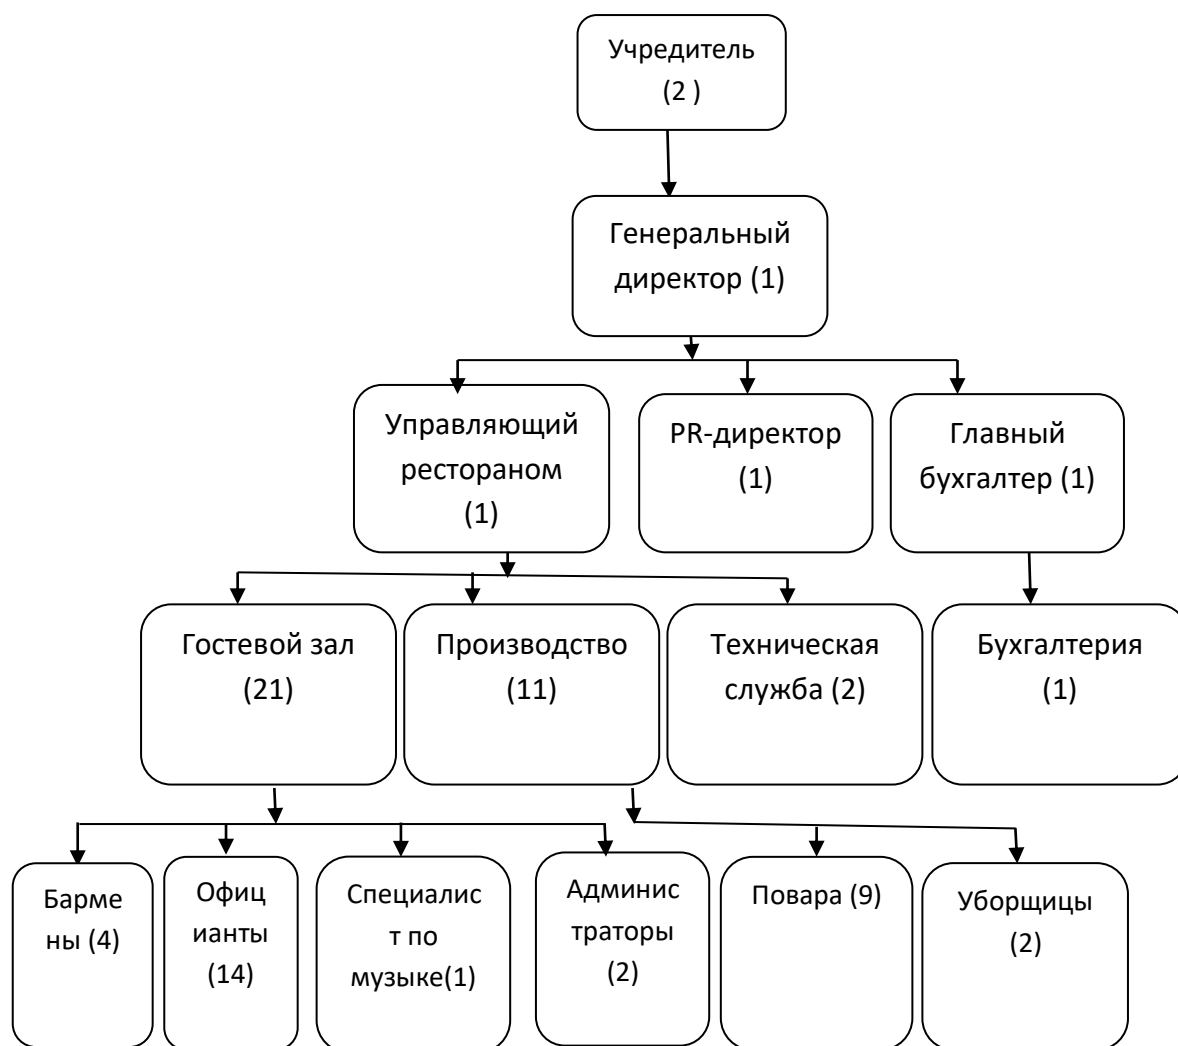 Учредитель
(2 )
Генеральный
директор (1)
Управляющий
рестораном
(1)
PR-директор
(1)
Главный
бухгалтер (1)
Гостевой зал
(21)
Производство
(11)
Техническая
служба (2)
Бухгалтерия
(1)
Барме
ны (4)
Офиц
ианты
(14)
Специалис
т по
музыке(1)
Админис
траторы
(2)
Повара (9)
Уборщицы
(2)